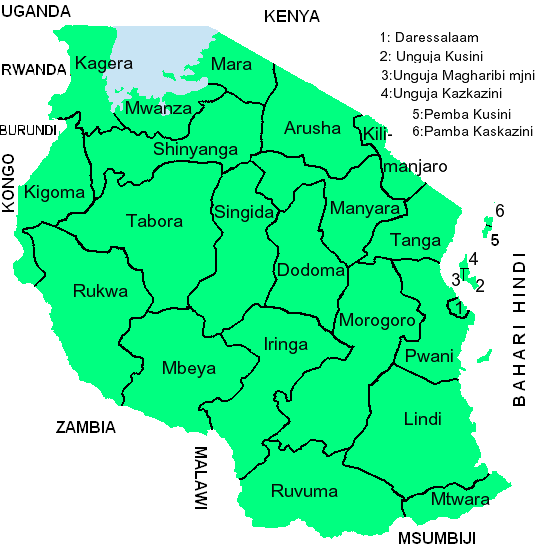 UGANDA
KENYA
1: Daressalaam
2: Unguja Kusini
3:Unguja Magharibi mjni
4:Unguja Kazkazini
5:Pemba Kusini
6:Pamba Kaskazini
RWANDA
Kagera
Mara
Mwanza
BURUNDI
Arusha
Kili-
manjaro
Shinyanga
KONGO
Kigoma
Tabora
Singida
Manyara
Tanga
6
5
4
3
2
1
Dodoma
Rukwa
Morogoro
Iringa
Pwani
BAHARI HINDI
Mbeya
Lindi
ZAMBIA
MALAWI
Ruvuma
Mtwara
MSUMBIJI